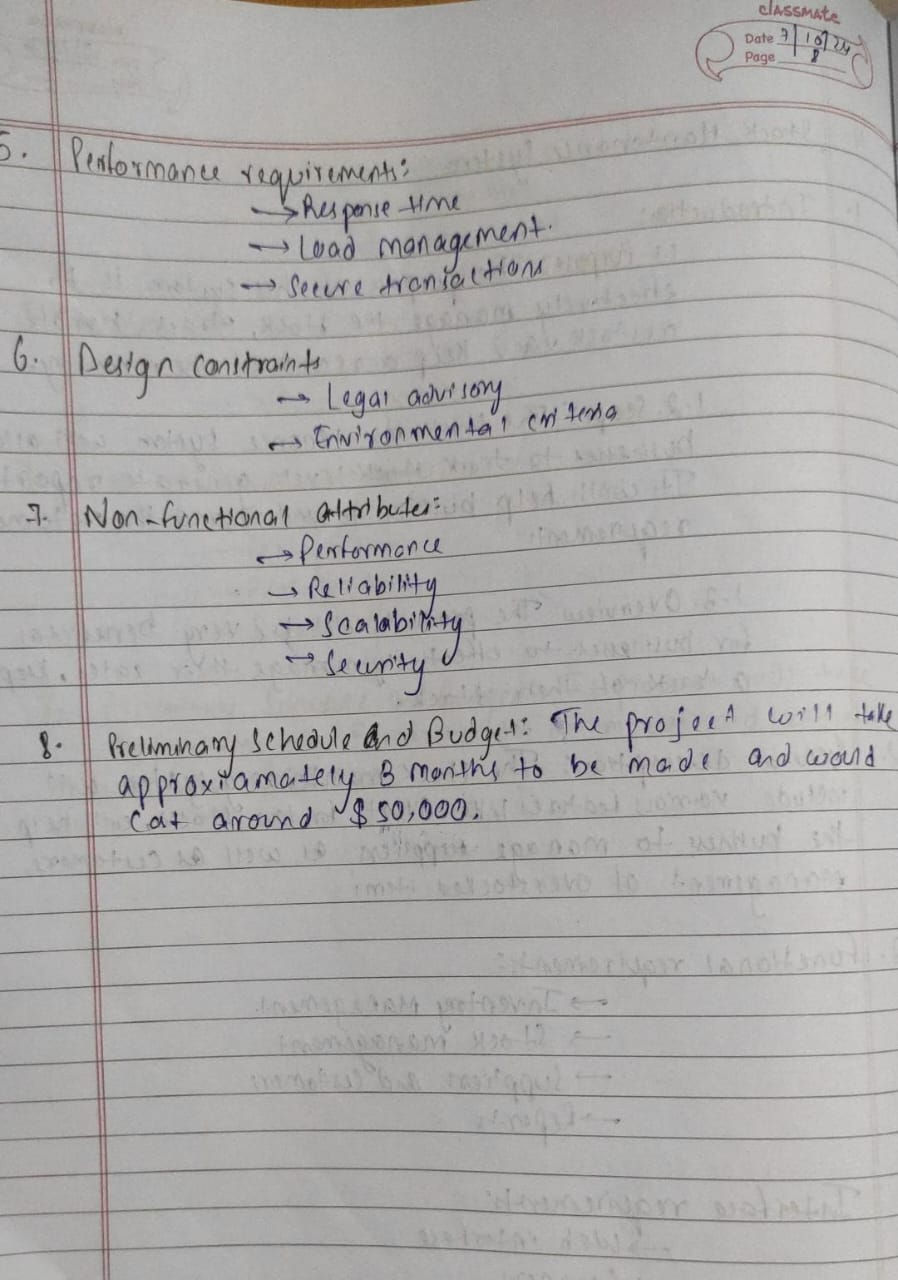 classmate
Date 7/10/24
Page 8
5. Performance requirements:
→ Response time
→ Load management.
→ Secure transactions
6. Design constraints
→ Legal advisory
→ Environmental criteria
7. Non-functional attributes:
→ Performance
→ Reliability
→ Scalability
→ Security
8. Preliminary Schedule and Budget: The project will take
approxiamately 3 months to be made and would
Cat around $50,000.